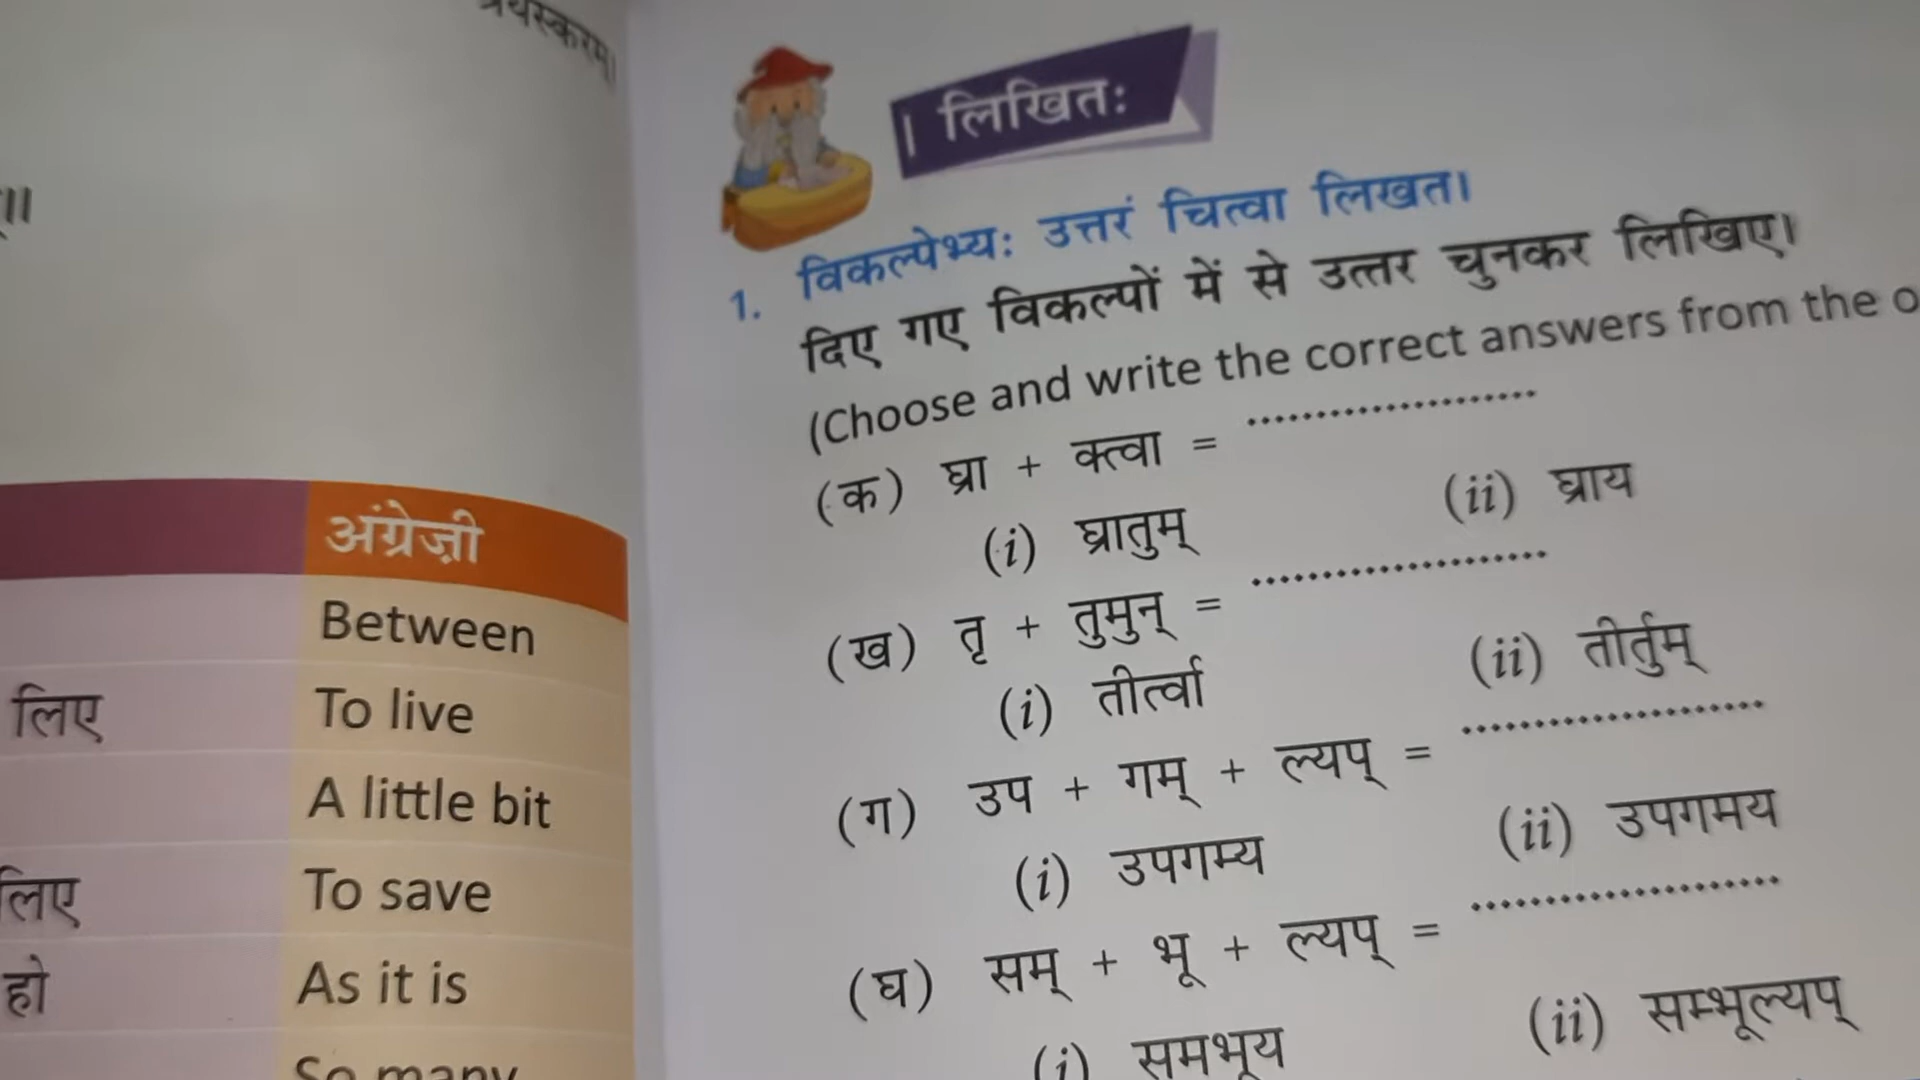 ।।
अंग्रेज़ी
Between
लिए To live
A little bit
लिए To save
हो As it is
So many
लिखितः
1. विकल्पेभ्यः उत्तरं चित्वा लिखत।
दिए गए विकल्पों में से उत्तर चुनकर लिखिए।
(Choose and write the correct answers from the o
(क) घ्रा + क्त्वा = ....................
(i) घ्रातुम् (ii) घ्राय
(ख) तृ + तुमुन् = ....................
(i) तीर्त्वा (ii) तीर्तुम्
(ग) उप + गम् + ल्यप् = ....................
(i) उपगम्य (ii) उपगमय
(घ) सम् + भू + ल्यप् = ....................
(i) समभूय (ii) सम्भूल्यप्